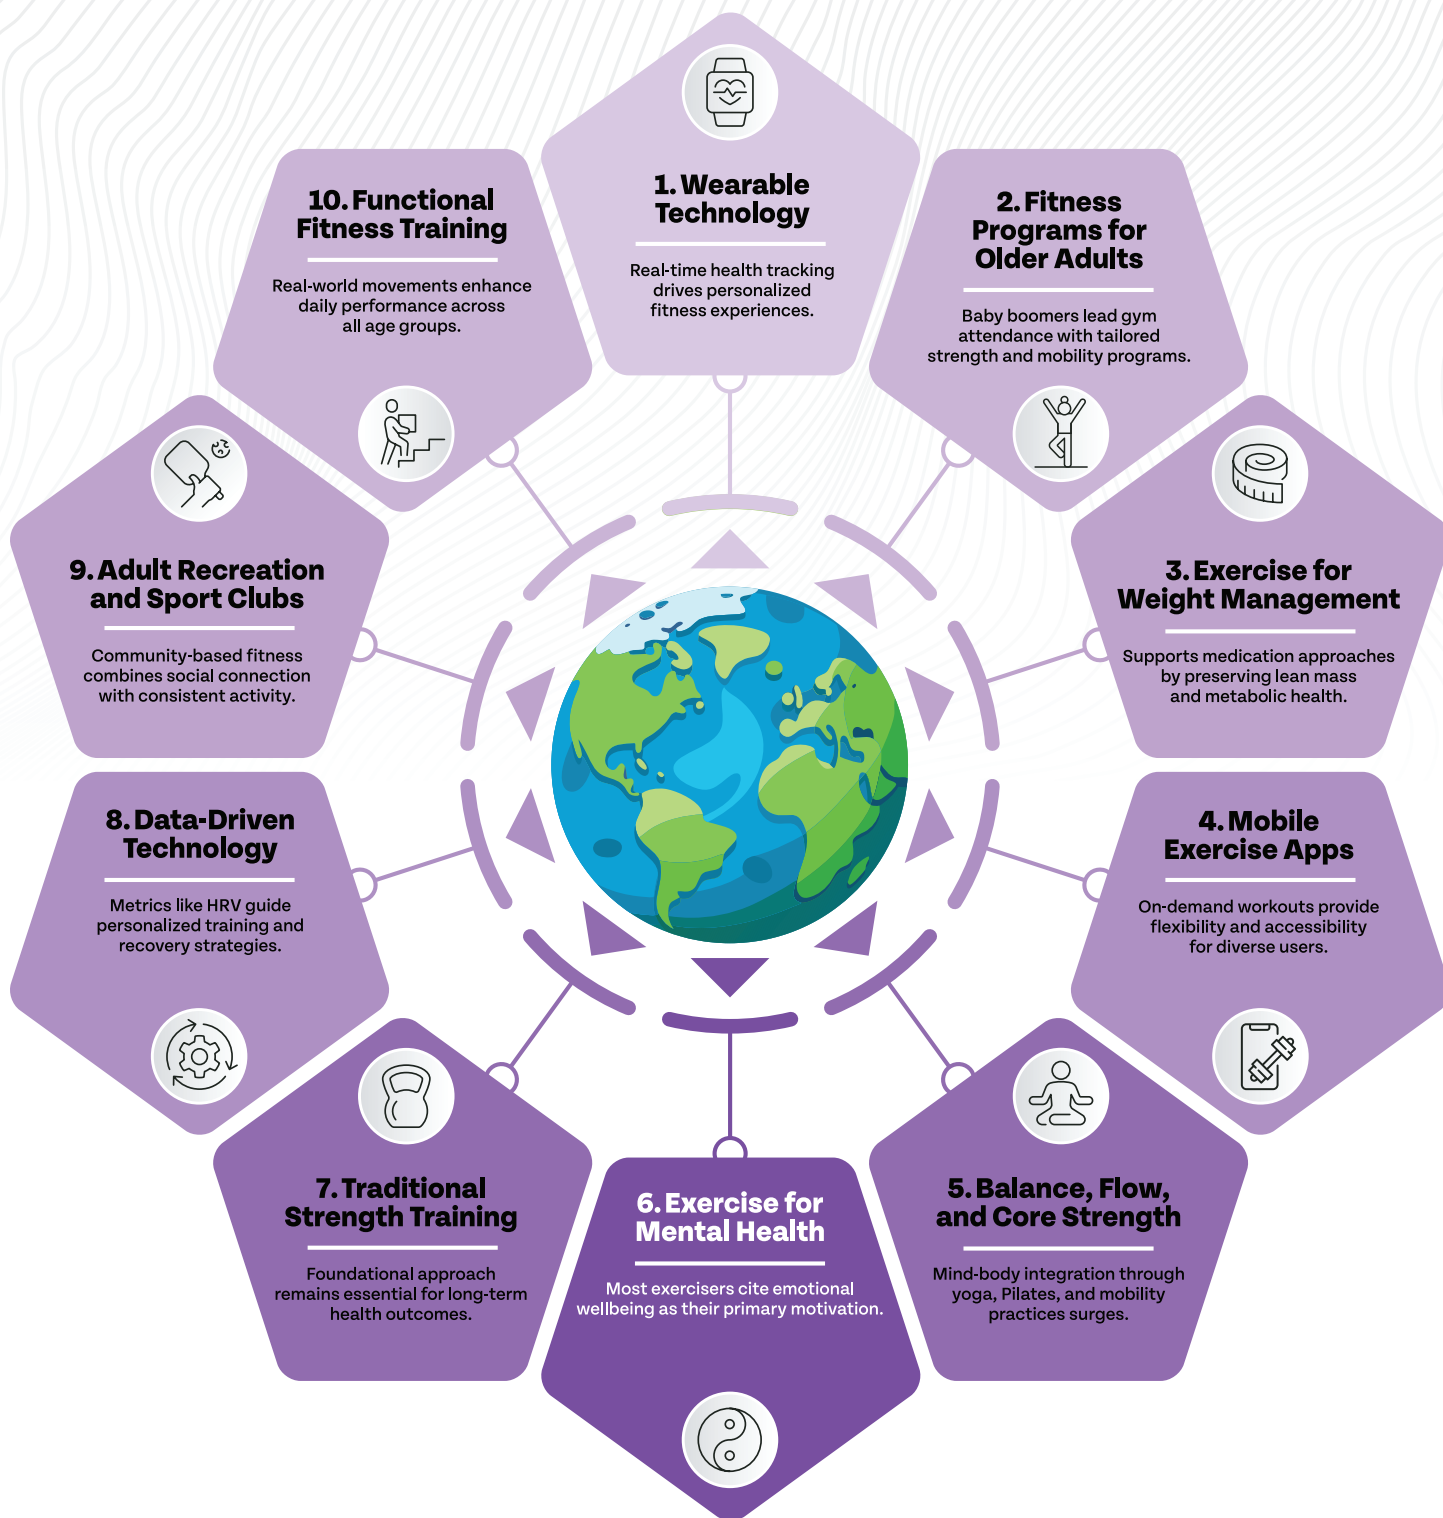 1. Wearable
Technology
Real-time health tracking
drives personalized
fitness experiences.
2. Fitness
Programs for
Older Adults
Baby boomers lead gym
attendance with tailored
strength and mobility programs.
3. Exercise for
Weight Management
Supports medication approaches
by preserving lean mass
and metabolic health.
4. Mobile
Exercise Apps
On-demand workouts provide
flexibility and accessibility
for diverse users.
5. Balance, Flow,
and Core Strength
Mind-body integration through
yoga, Pilates, and mobility
practices surges.
6. Exercise for
Mental Health
Most exercisers cite emotional
wellbeing as their primary motivation.
7. Traditional
Strength Training
Foundational approach
remains essential for long-term
health outcomes.
8. Data-Driven
Technology
Metrics like HRV guide
personalized training and
recovery strategies.
9. Adult Recreation
and Sport Clubs
Community-based fitness
combines social connection
with consistent activity.
10. Functional
Fitness Training
Real-world movements enhance
daily performance across
all age groups.